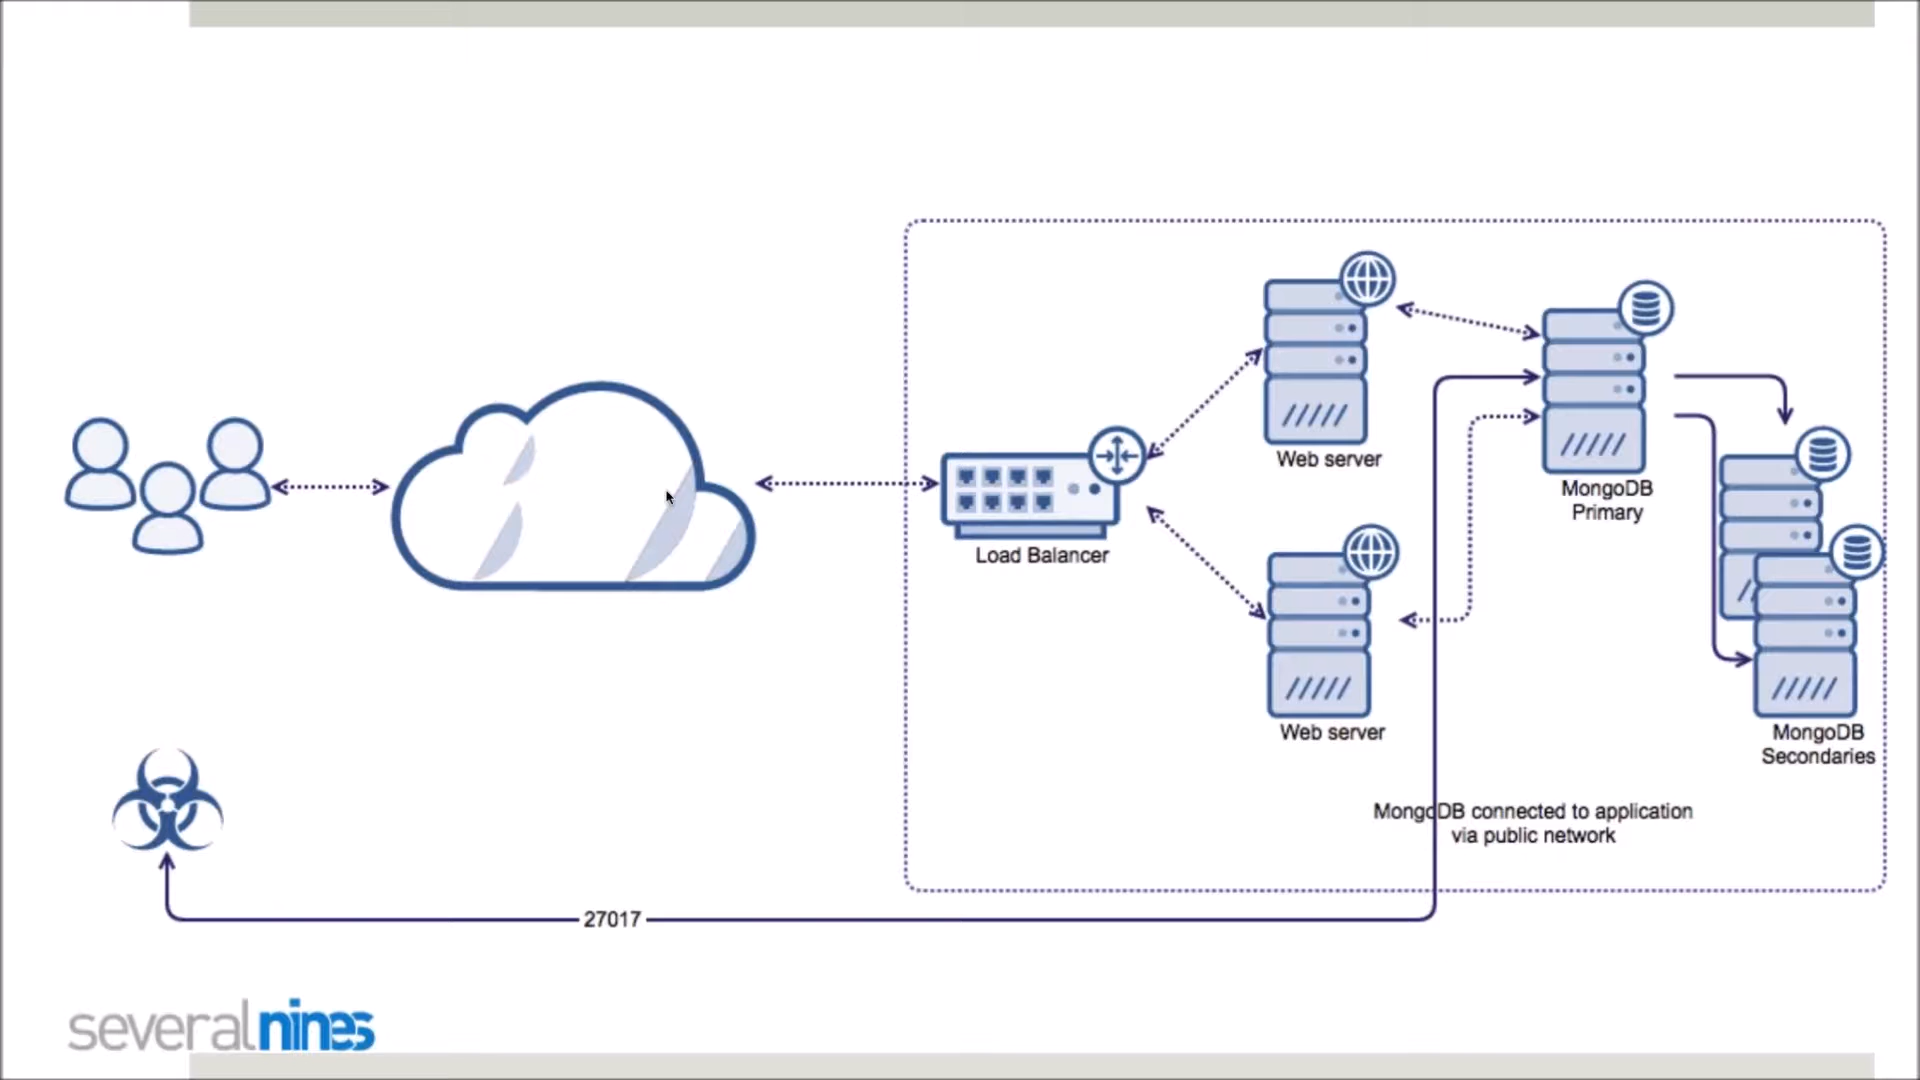 Web server
MongoDB
Primary
Load Balancer
Web server
MongoDB
Secondaries
MongoDB connected to application
via public network
27017
severalnines